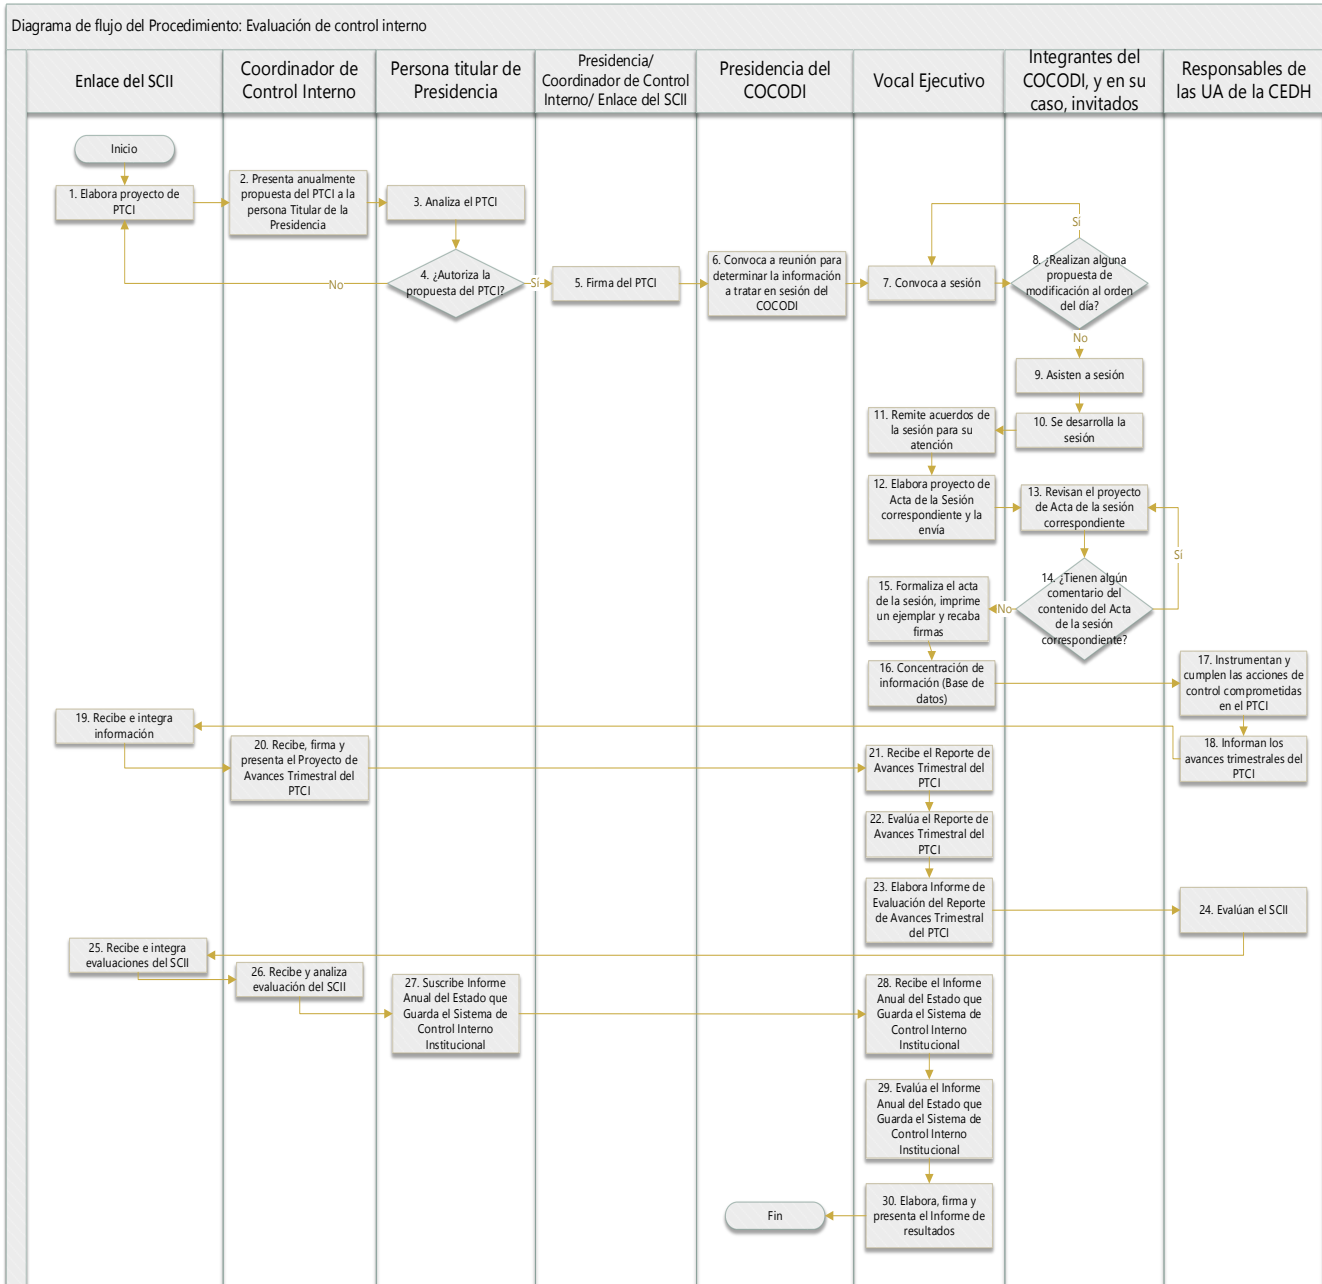 Diagrama de flujo del Procedimiento: Evaluación de control interno
Enlace del SCII
Coordinador de
Control Interno
Persona titular de
Presidencia
Presidencia/
Coordinador de Control
Interno/ Enlace del SCII
Presidencia del
COCODI
Vocal Ejecutivo
Integrantes del
COCODI, y en su
caso, invitados
Responsables de
las UA de la CEDH
Inicio
1. Elabora proyecto de
PTCI
2. Presenta anualmente
propuesta del PTCI a la
persona Titular de la
Presidencia
3. Analiza el PTCI
4. ¿Autoriza la
propuesta del PTCI?
No
Sí
5. Firma del PTCI
6. Convoca a reunión para
determinar la información
a tratar en sesión del
COCODI
7. Convoca a sesión
Sí
8. ¿Realizan alguna
propuesta de
modificación al orden
del día?
No
9. Asisten a sesión
10. Se desarrolla la
sesión
11. Remite acuerdos de
la sesión para su
atención
12. Elabora proyecto de
Acta de la Sesión
correspondiente y la
envía
13. Revisan el proyecto
de Acta de la sesión
correspondiente
Sí
14. ¿Tienen algún
comentario del
contenido del Acta
de la sesión
correspondiente?
No
15. Formaliza el acta
de la sesión, imprime
un ejemplar y recaba
firmas
16. Concentración de
información (Base de
datos)
17. Instrumentan y
cumplen las acciones de
control comprometidas
en el PTCI
18. Informan los
avances trimestrales del
PTCI
19. Recibe e integra
información
20. Recibe, firma y
presenta el Proyecto de
Avances Trimestral del
PTCI
21. Recibe el Reporte de
Avances Trimestral del
PTCI
22. Evalúa el Reporte de
Avances Trimestral del
PTCI
23. Elabora Informe de
Evaluación del Reporte
de Avances Trimestral
del PTCI
24. Evalúan el SCII
25. Recibe e integra
evaluaciones del SCII
26. Recibe y analiza
evaluación del SCII
27. Suscribe Informe
Anual del Estado que
Guarda el Sistema de
Control Interno
Institucional
28. Recibe el Informe
Anual del Estado que
Guarda el Sistema de
Control Interno
Institucional
29. Evalúa el Informe
Anual del Estado que
Guarda el Sistema de
Control Interno
Institucional
30. Elabora, firma y
presenta el Informe de
resultados
Fin